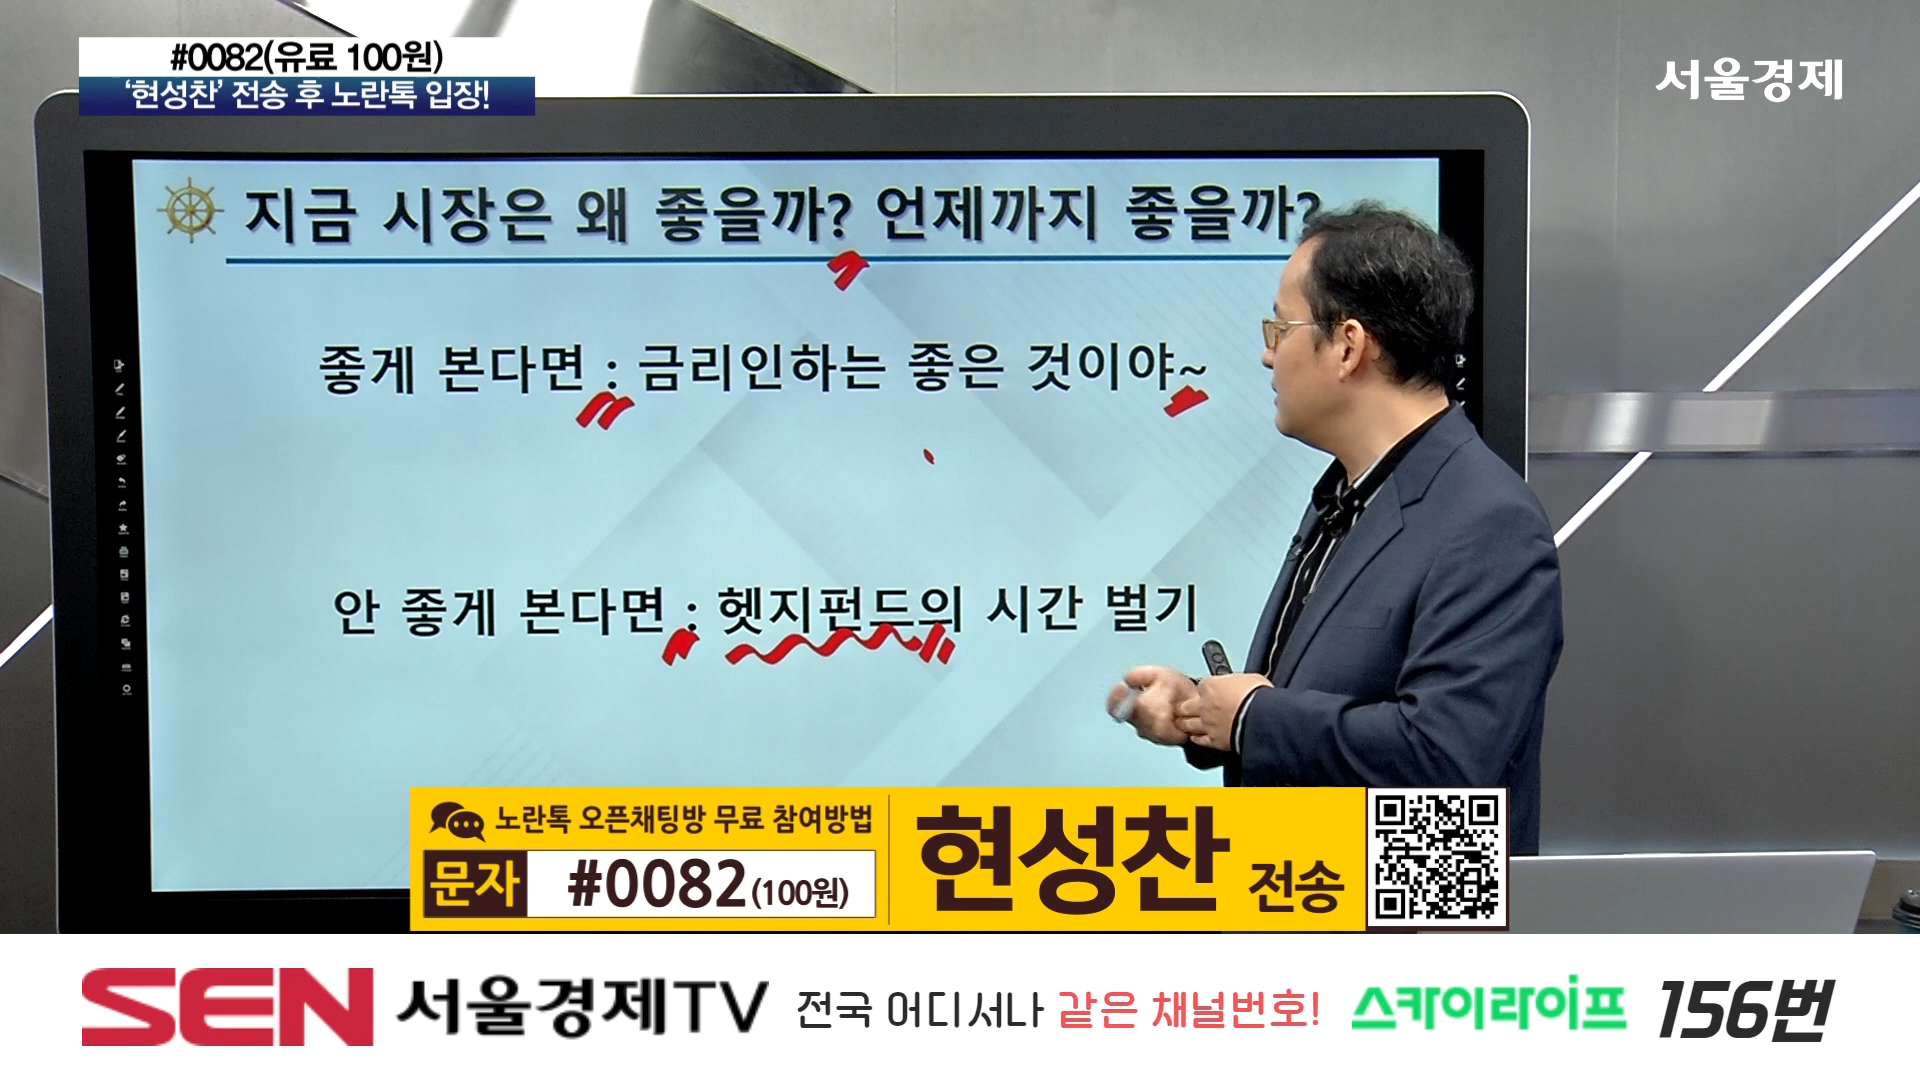 #0082(유료 100원)
‘현성찬’ 전송 후 노란톡 입장!
서울경제
지금 시장은 왜 좋을까? 언제까지 좋을까?
좋게 본다면 : 금리인하는 좋은 것이야~
안 좋게 본다면 : 헷지펀드의 시간 벌기
노란톡 오픈채팅방 무료 참여방법
문자 #0082(100원)
현성찬 전송
SEN 서울경제TV 전국 어디서나 같은 채널번호! 스카이라이프 156번